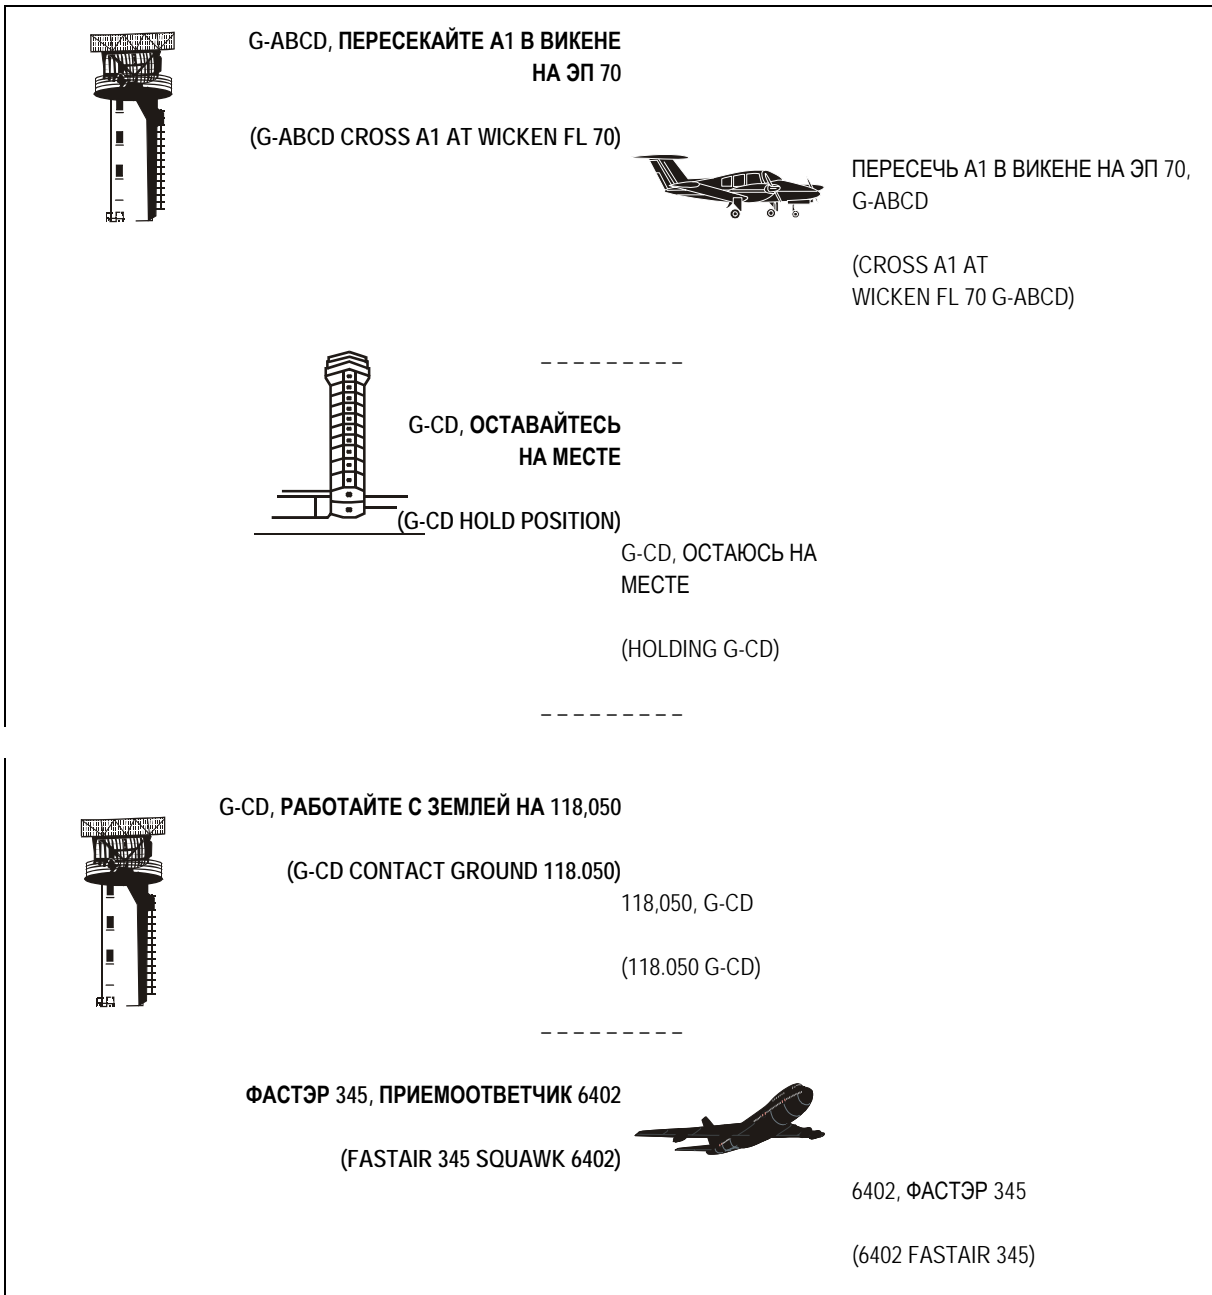 G-ABCD, ПЕРЕСЕКАЙТЕ А1 В ВИКЕНЕ
НА ЭП 70
(G-ABCD CROSS A1 AT WICKEN FL 70)
ПЕРЕСЕЧЬ А1 В ВИКЕНЕ НА ЭП 70,
G-ABCD
(CROSS A1 AT
WICKEN FL 70 G-ABCD)
_ _ _ _ _ _ _ _ _
G-CD, ОСТАВАЙТЕСЬ
НА МЕСТЕ
(G-CD HOLD POSITION)
G-CD, ОСТАЮСЬ НА
МЕСТЕ
(HOLDING G-CD)
_ _ _ _ _ _ _ _ _
G-CD, РАБОТАЙТЕ С ЗЕМЛЕЙ НА 118,050
(G-CD CONTACT GROUND 118.050)
118,050, G-CD
(118.050 G-CD)
_ _ _ _ _ _ _ _ _
ФАСТЭР 345, ПРИЕМООТВЕТЧИК 6402
(FASTAIR 345 SQUAWK 6402)
6402, ФАСТЭР 345
(6402 FASTAIR 345)